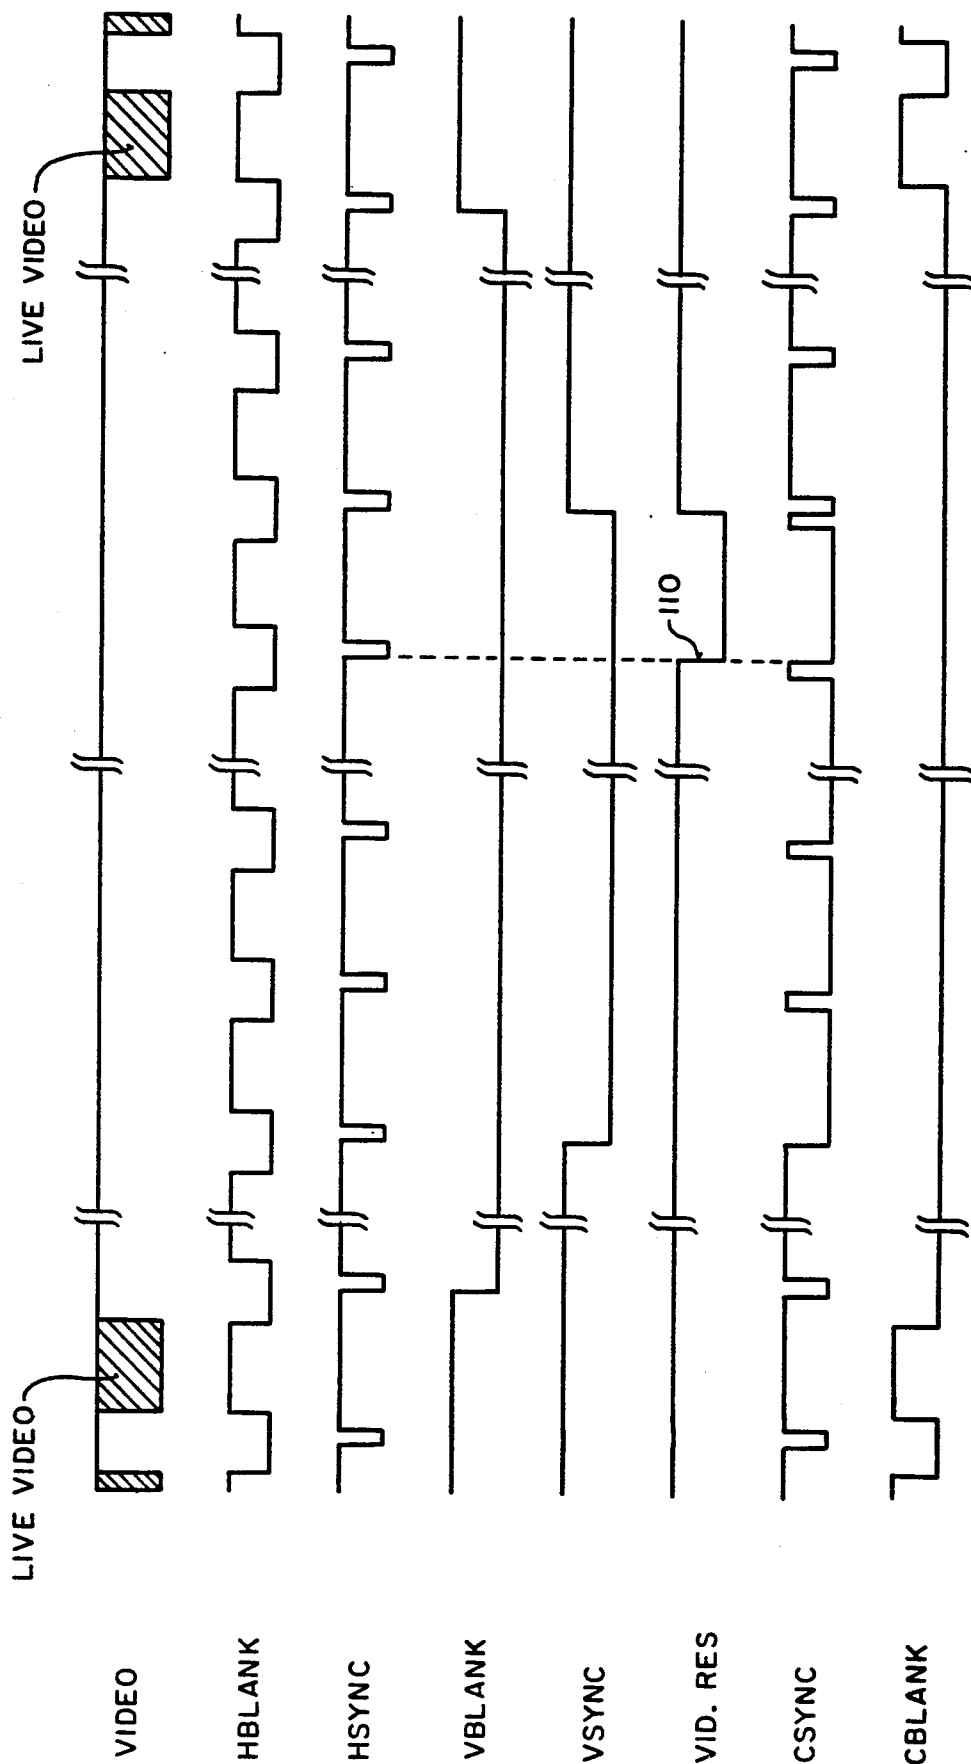 LIVE VIDEO
LIVE VIDEO
VIDEO
HBLANK
HSYNC
VBLANK
VSYNC
VID. RES
110
CSYNC
CBLANK